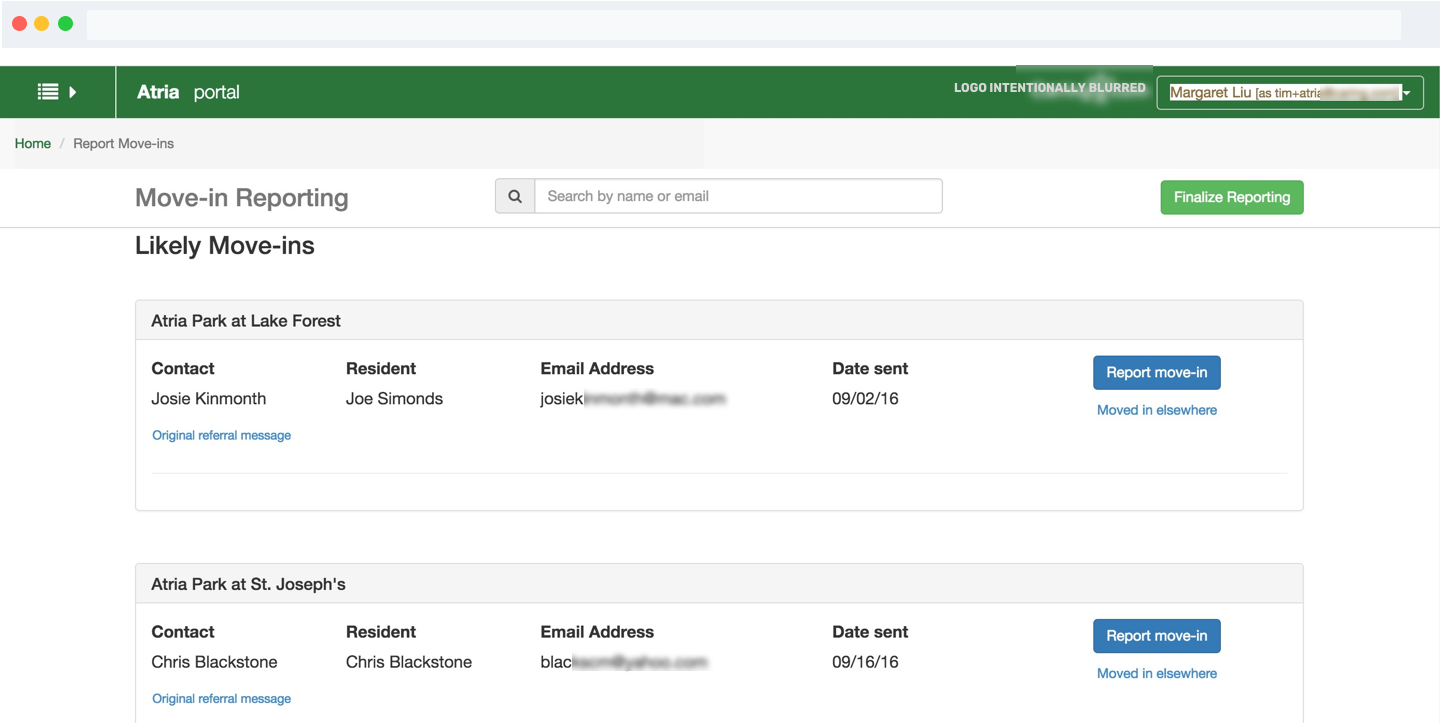 Atria portal
LOGO INTENTIONALLY BLURRED
Margaret Liu [as tim+atria
Home / Report Move-ins
Move-in Reporting
Search by name or email
Finalize Reporting
Likely Move-ins
Atria Park at Lake Forest
Contact Resident Email Address Date sent
Report move-in
Josie Kinmonth Joe Simonds josiek 09/02/16
Moved in elsewhere
Original referral message
Atria Park at St. Joseph's
Contact Resident Email Address Date sent
Report move-in
Chris Blackstone Chris Blackstone blac 09/16/16
Moved in elsewhere
Original referral message